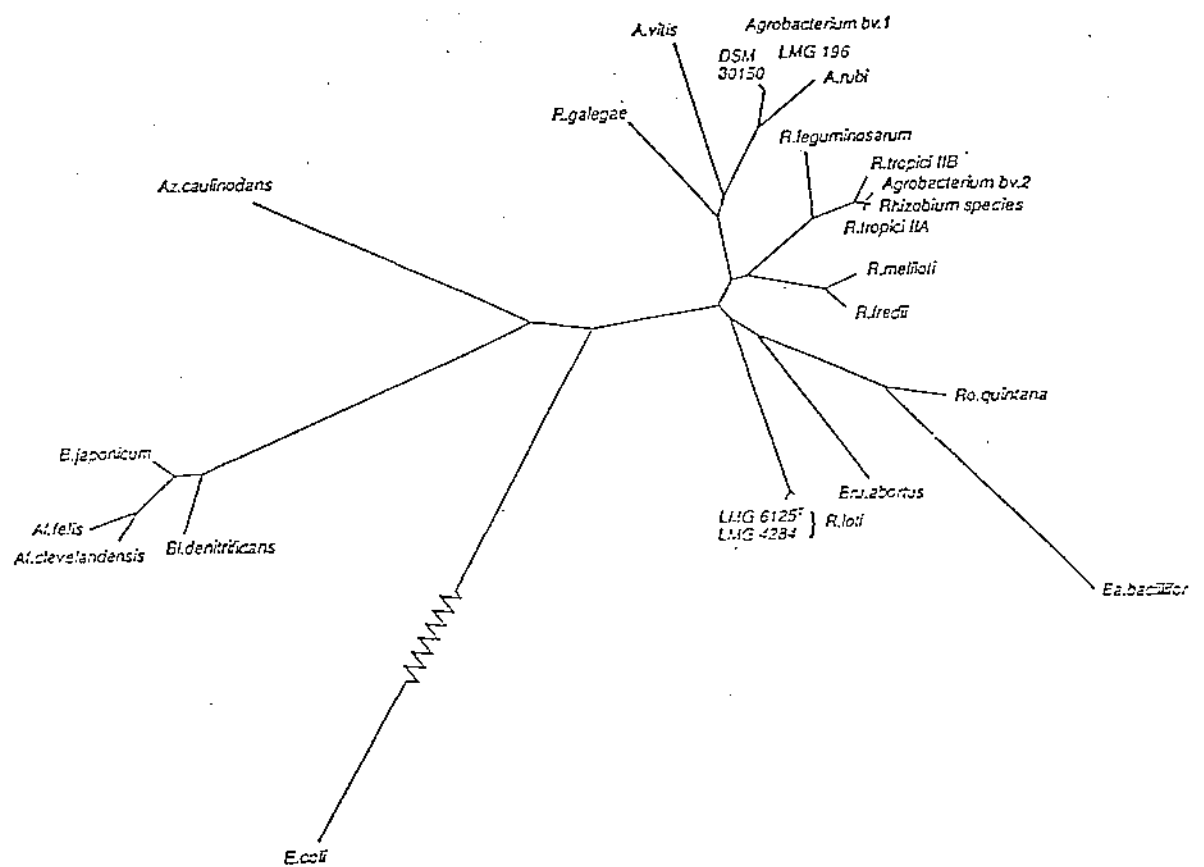 Agrobacterium bv.1
A.vitis
DSM LMG 196
30150
A.rubi
R.galegae
R.leguminosarum
R.tropici IIB
Az.caulinodans
Agrobacterium bv.2
Rhizobium species
R.tropici IIA
R.meliloti
R.fredii
Ro.quintana
B.japonicum
Bru.abortus
LMG 6125T } R.loti
LMG 4284
Af.felis
Af.clevelandensis
Bl.denitrificans
Ba.bacillifor
E.coli